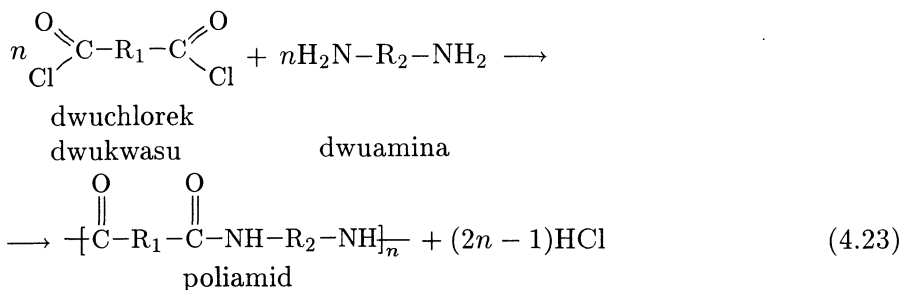 n Cl O C–R₁–C O Cl + nH₂N–R₂–NH₂ ⟶
dwuchlorek
dwukwasu dwuamina
O O
⟶ –[C–R₁–C–NH–R₂–NH]ₙ– + (2n − 1)HCl (4.23)
poliamid